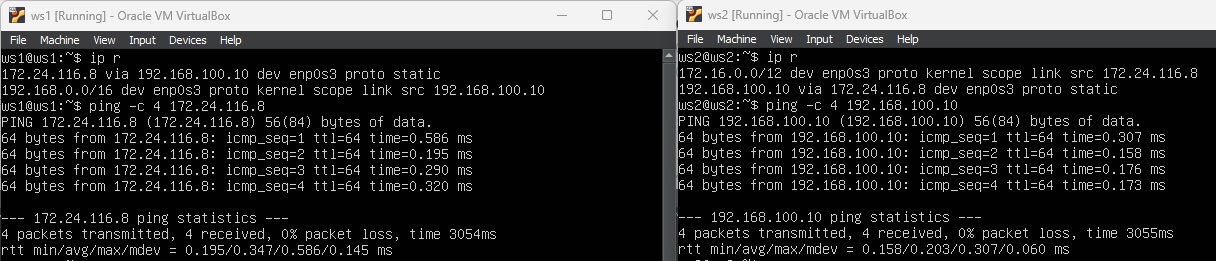 ws1 [Running] - Oracle VM VirtualBox
File Machine View Input Devices Help
ws1@ws1:~$ ip r
172.24.116.8 via 192.168.100.10 dev enp0s3 proto static
192.168.0.0/16 dev enp0s3 proto kernel scope link src 192.168.100.10
ws1@ws1:~$ ping -c 4 172.24.116.8
PING 172.24.116.8 (172.24.116.8) 56(84) bytes of data.
64 bytes from 172.24.116.8: icmp_seq=1 ttl=64 time=0.586 ms
64 bytes from 172.24.116.8: icmp_seq=2 ttl=64 time=0.195 ms
64 bytes from 172.24.116.8: icmp_seq=3 ttl=64 time=0.290 ms
64 bytes from 172.24.116.8: icmp_seq=4 ttl=64 time=0.320 ms
--- 172.24.116.8 ping statistics ---
4 packets transmitted, 4 received, 0% packet loss, time 3054ms
rtt min/avg/max/mdev = 0.195/0.347/0.586/0.145 ms
ws2 [Running] - Oracle VM VirtualBox
File Machine View Input Devices Help
ws2@ws2:~$ ip r
172.16.0.0/12 dev enp0s3 proto kernel scope link src 172.24.116.8
192.168.100.10 via 172.24.116.8 dev enp0s3 proto static
ws2@ws2:~$ ping -c 4 192.168.100.10
PING 192.168.100.10 (192.168.100.10) 56(84) bytes of data.
64 bytes from 192.168.100.10: icmp_seq=1 ttl=64 time=0.307 ms
64 bytes from 192.168.100.10: icmp_seq=2 ttl=64 time=0.158 ms
64 bytes from 192.168.100.10: icmp_seq=3 ttl=64 time=0.176 ms
64 bytes from 192.168.100.10: icmp_seq=4 ttl=64 time=0.173 ms
--- 192.168.100.10 ping statistics ---
4 packets transmitted, 4 received, 0% packet loss, time 3055ms
rtt min/avg/max/mdev = 0.158/0.203/0.307/0.060 ms